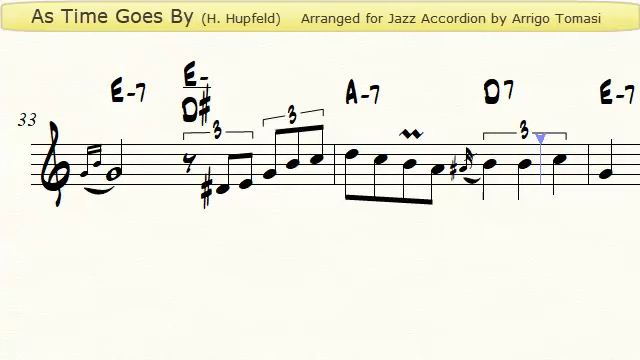 As Time Goes By (H. Hupfeld) Arranged for Jazz Accordion by Arrigo Tomasi
E-7 E- A-7 D7 E-7
D#
33 3 3 3